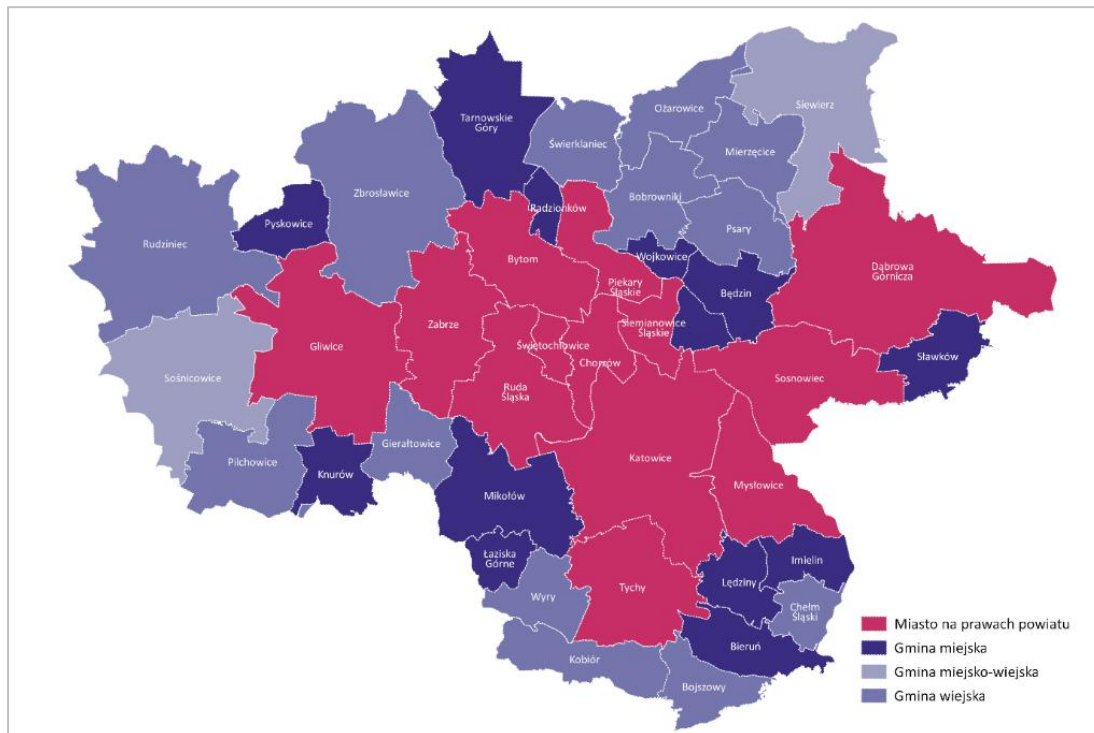 Siewierz
Ożarowice
Tarnowskie
Góry
Świerklaniec
Mierzęcice
Zbrosławice
Bobrowniki
Radzionków
Pyskowice
Psary
Rudziniec
Wojkowice
Bytom
Dąbrowa
Górnicza
Piekary
Śląskie
Będzin
Zabrze
Siemianowice
Śląskie
Gliwice
Świętochłowice
Sławków
Chorzów
Sośnicowice
Sosnowiec
Ruda
Śląska
Gierałtowice
Katowice
Pilchowice
Knurów
Mysłowice
Mikołów
Łaziska
Górne
Imielin
Lędziny
Tychy
Wyry
Chełm
Śląski
Bieruń
Kobiór
Bojszowy
Miasto na prawach powiatu
Gmina miejska
Gmina miejsko-wiejska
Gmina wiejska